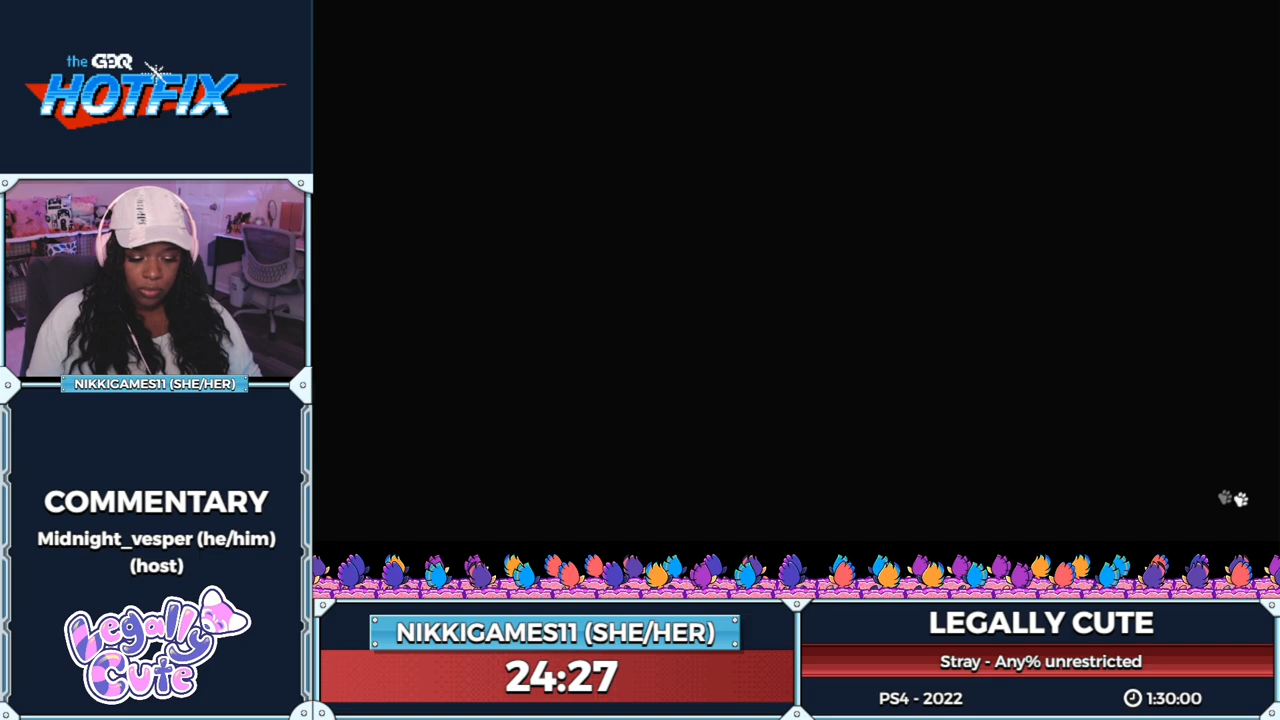 the GDQ
HOTFIX
NIKKIGAMES11 (SHE/HER)
COMMENTARY
Midnight_vesper (he/him)
(host)
Legally
Cute
NIKKIGAMES11 (SHE/HER)
24:27
LEGALLY CUTE
Stray - Any% unrestricted
PS4 - 2022
1:30:00